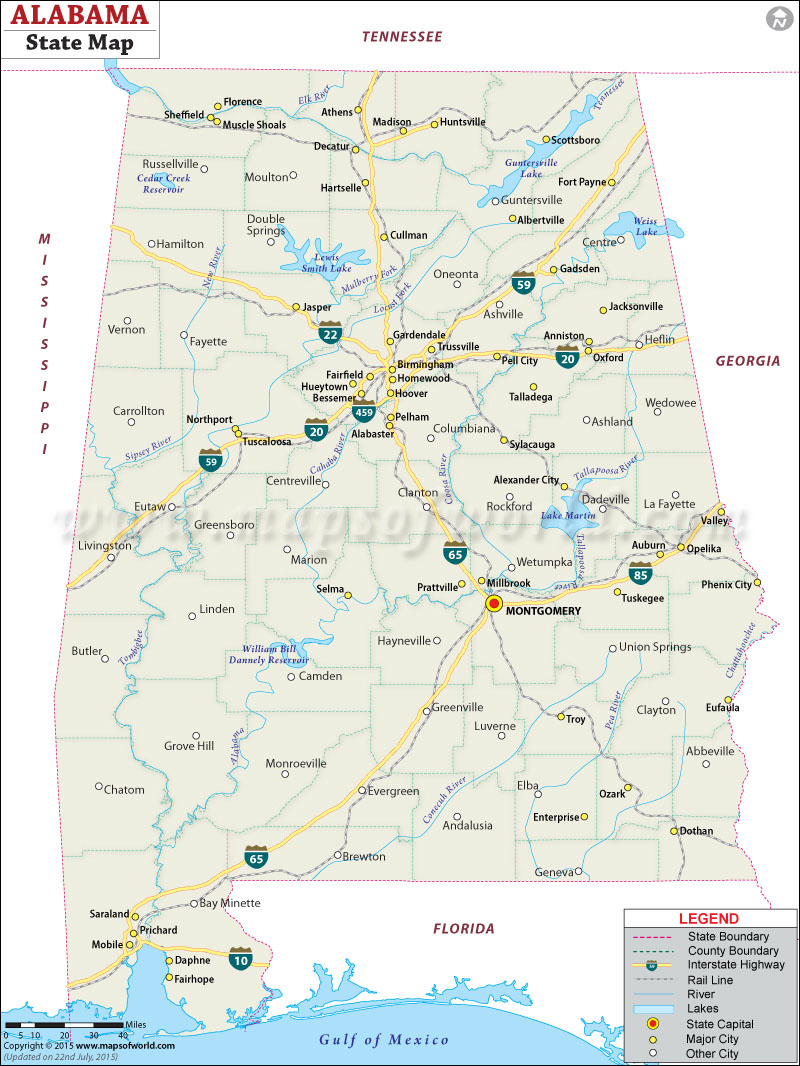 ALABAMA
State Map
N
TENNESSEE
MISSISSIPPI
GEORGIA
FLORIDA
Gulf of Mexico
Elk River
Tennessee
Florence
Sheffield
Muscle Shoals
Athens
Madison
Huntsville
Decatur
Scottsboro
Russellville
Cedar Creek
Reservoir
Moulton
Hartselle
Guntersville
Lake
Fort Payne
Guntersville
Albertville
Double
Springs
Hamilton
New River
Cullman
Weiss
Lake
Centre
Lewis
Smith Lake
Mulberry Fork
Locust Fork
Oneonta
59
Gadsden
Jasper
Ashville
Jacksonville
Vernon
Fayette
22
Gardendale
Trussville
Anniston
Heflin
Oxford
20
Pell City
Birmingham
Fairfield
Homewood
Hueytown
Bessemer
Hoover
Talladega
459
Wedowee
Carrollton
Northport
20
Pelham
Alabaster
Columbiana
Ashland
Tuscaloosa
Sylacauga
Sipsey River
59
Cahaba River
Coosa River
Tallapoosa River
Centreville
Alexander City
Clanton
Rockford
Dadeville
La Fayette
Eutaw
Lake Martin
Valley
Greensboro
www.mapsofworld.com
Livingston
Marion
65
Tallapoosa
River
Auburn
Opelika
Wetumpka
85
Selma
Prattville
Millbrook
Phenix City
Tuskegee
MONTGOMERY
Linden
Hayneville
Union Springs
Chattahoochee
Butler
Tombigbee
William Bill
Dannely Reservoir
Camden
Greenville
Pea River
Clayton
Eufaula
Troy
Luverne
Grove Hill
Alabama
Abbeville
Monroeville
Chatom
Evergreen
Conecuh River
Elba
Ozark
Enterprise
Andalusia
Dothan
65
Brewton
Geneva
Bay Minette
Saraland
Prichard
Mobile
Daphne
10
Fairhope
LEGEND
State Boundary
County Boundary
Interstate Highway
Rail Line
River
Lakes
State Capital
Major City
Other City
Miles
0 5 10 20 30 40
Copyright © 2015 www.mapsofworld.com
(Updated on 22nd July, 2015)